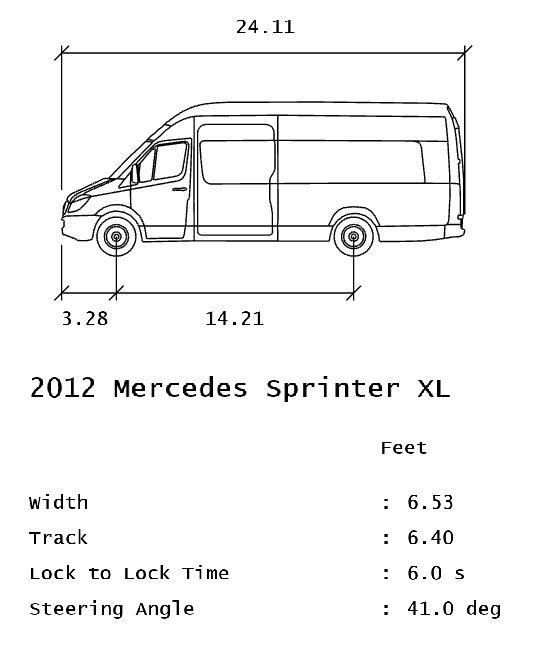 24.11
3.28 14.21
2012 Mercedes Sprinter XL
Feet
Width : 6.53
Track : 6.40
Lock to Lock Time : 6.0 s
Steering Angle : 41.0 deg